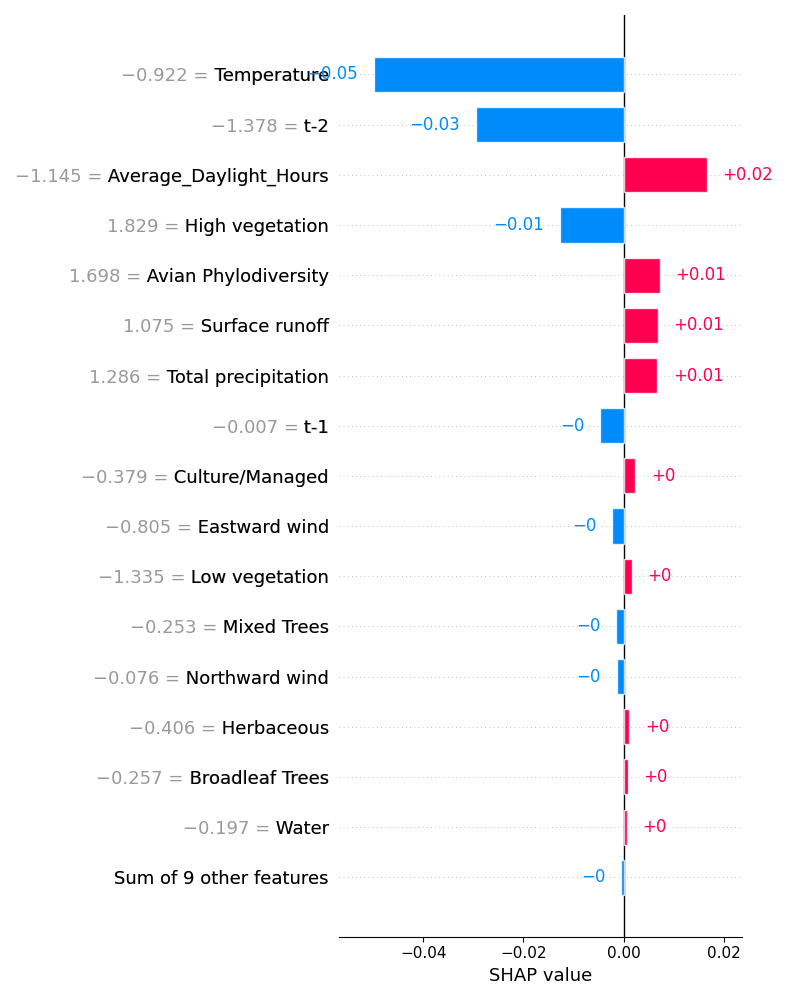 −0.922 = Temperature −0.05
−1.378 = t-2 −0.03
−1.145 = Average_Daylight_Hours +0.02
1.829 = High vegetation −0.01
1.698 = Avian Phylodiversity +0.01
1.075 = Surface runoff +0.01
1.286 = Total precipitation +0.01
−0.007 = t-1 −0
−0.379 = Culture/Managed +0
−0.805 = Eastward wind −0
−1.335 = Low vegetation +0
−0.253 = Mixed Trees −0
−0.076 = Northward wind −0
−0.406 = Herbaceous +0
−0.257 = Broadleaf Trees +0
−0.197 = Water +0
Sum of 9 other features −0
−0.04 −0.02 0.00 0.02
SHAP value